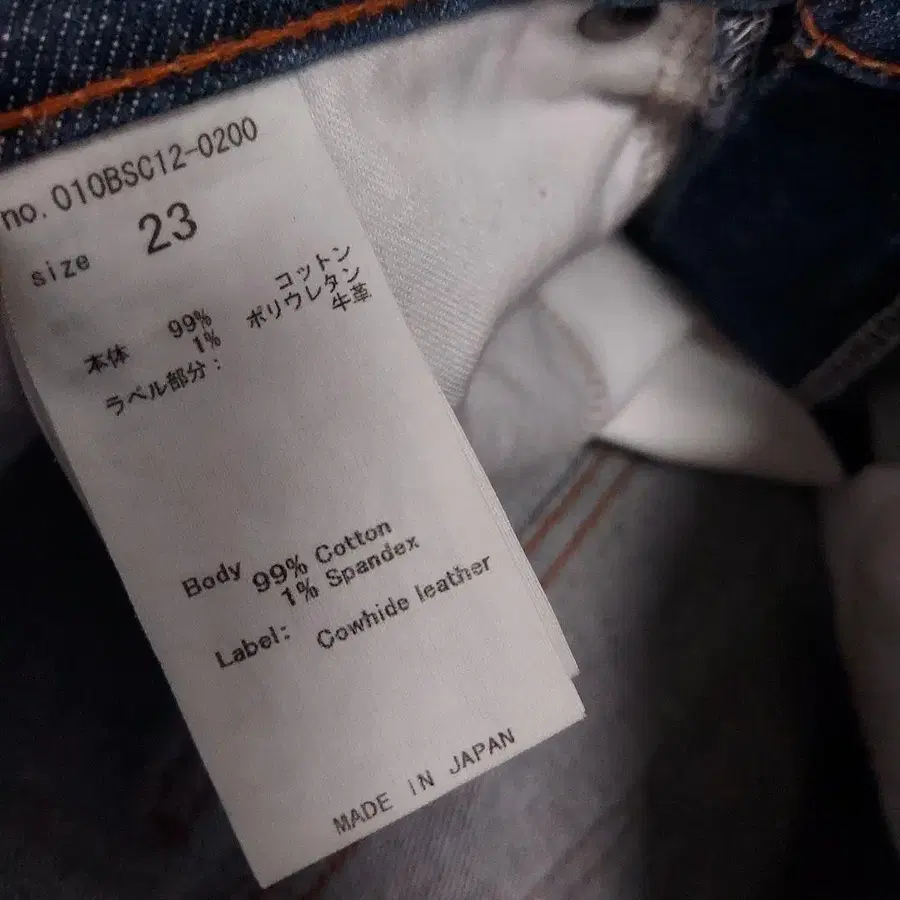 no. 010BSC12-0200
size 23
本体 99% コットン
1% ポリウレタン
ラベル部分: 牛革
Body 99% Cotton
1% Spandex
Label: Cowhide leather
MADE IN JAPAN